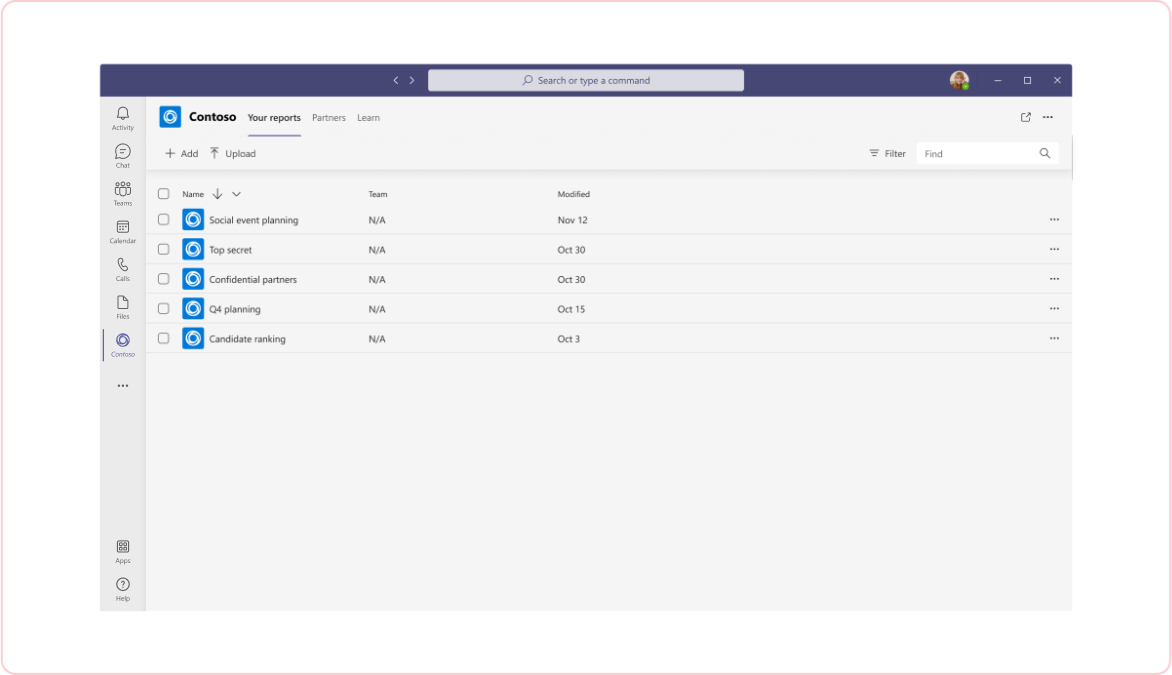 Search or type a command
Activity
Chat
Teams
Calendar
Calls
Files
Contoso
Apps
Help
Contoso Your reports Partners Learn
Add Upload Filter Find
Name Team Modified
Social event planning N/A Nov 12
Top secret N/A Oct 30
Confidential partners N/A Oct 30
Q4 planning N/A Oct 15
Candidate ranking N/A Oct 3